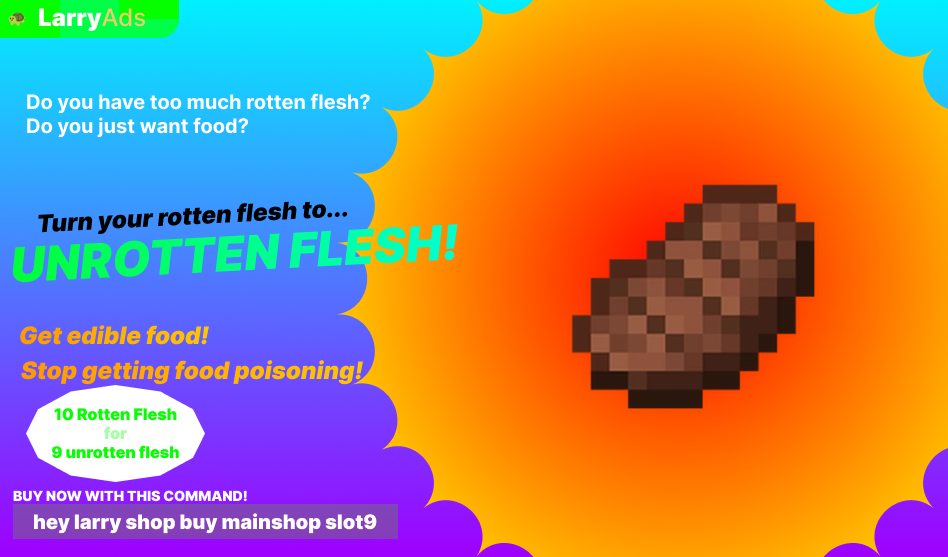 LarryAds
Do you have too much rotten flesh?
Do you just want food?
Turn your rotten flesh to...
UNROTTEN FLESH!
Get edible food!
Stop getting food poisoning!
10 Rotten Flesh
for
9 unrotten flesh
BUY NOW WITH THIS COMMAND!
hey larry shop buy mainshop slot9